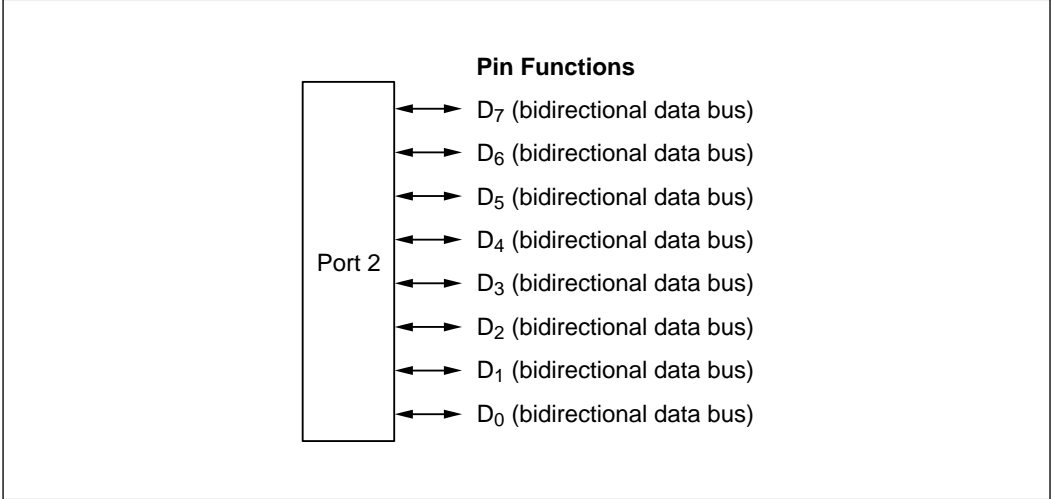 Pin Functions
D7 (bidirectional data bus)
D6 (bidirectional data bus)
D5 (bidirectional data bus)
D4 (bidirectional data bus)
Port 2
D3 (bidirectional data bus)
D2 (bidirectional data bus)
D1 (bidirectional data bus)
D0 (bidirectional data bus)